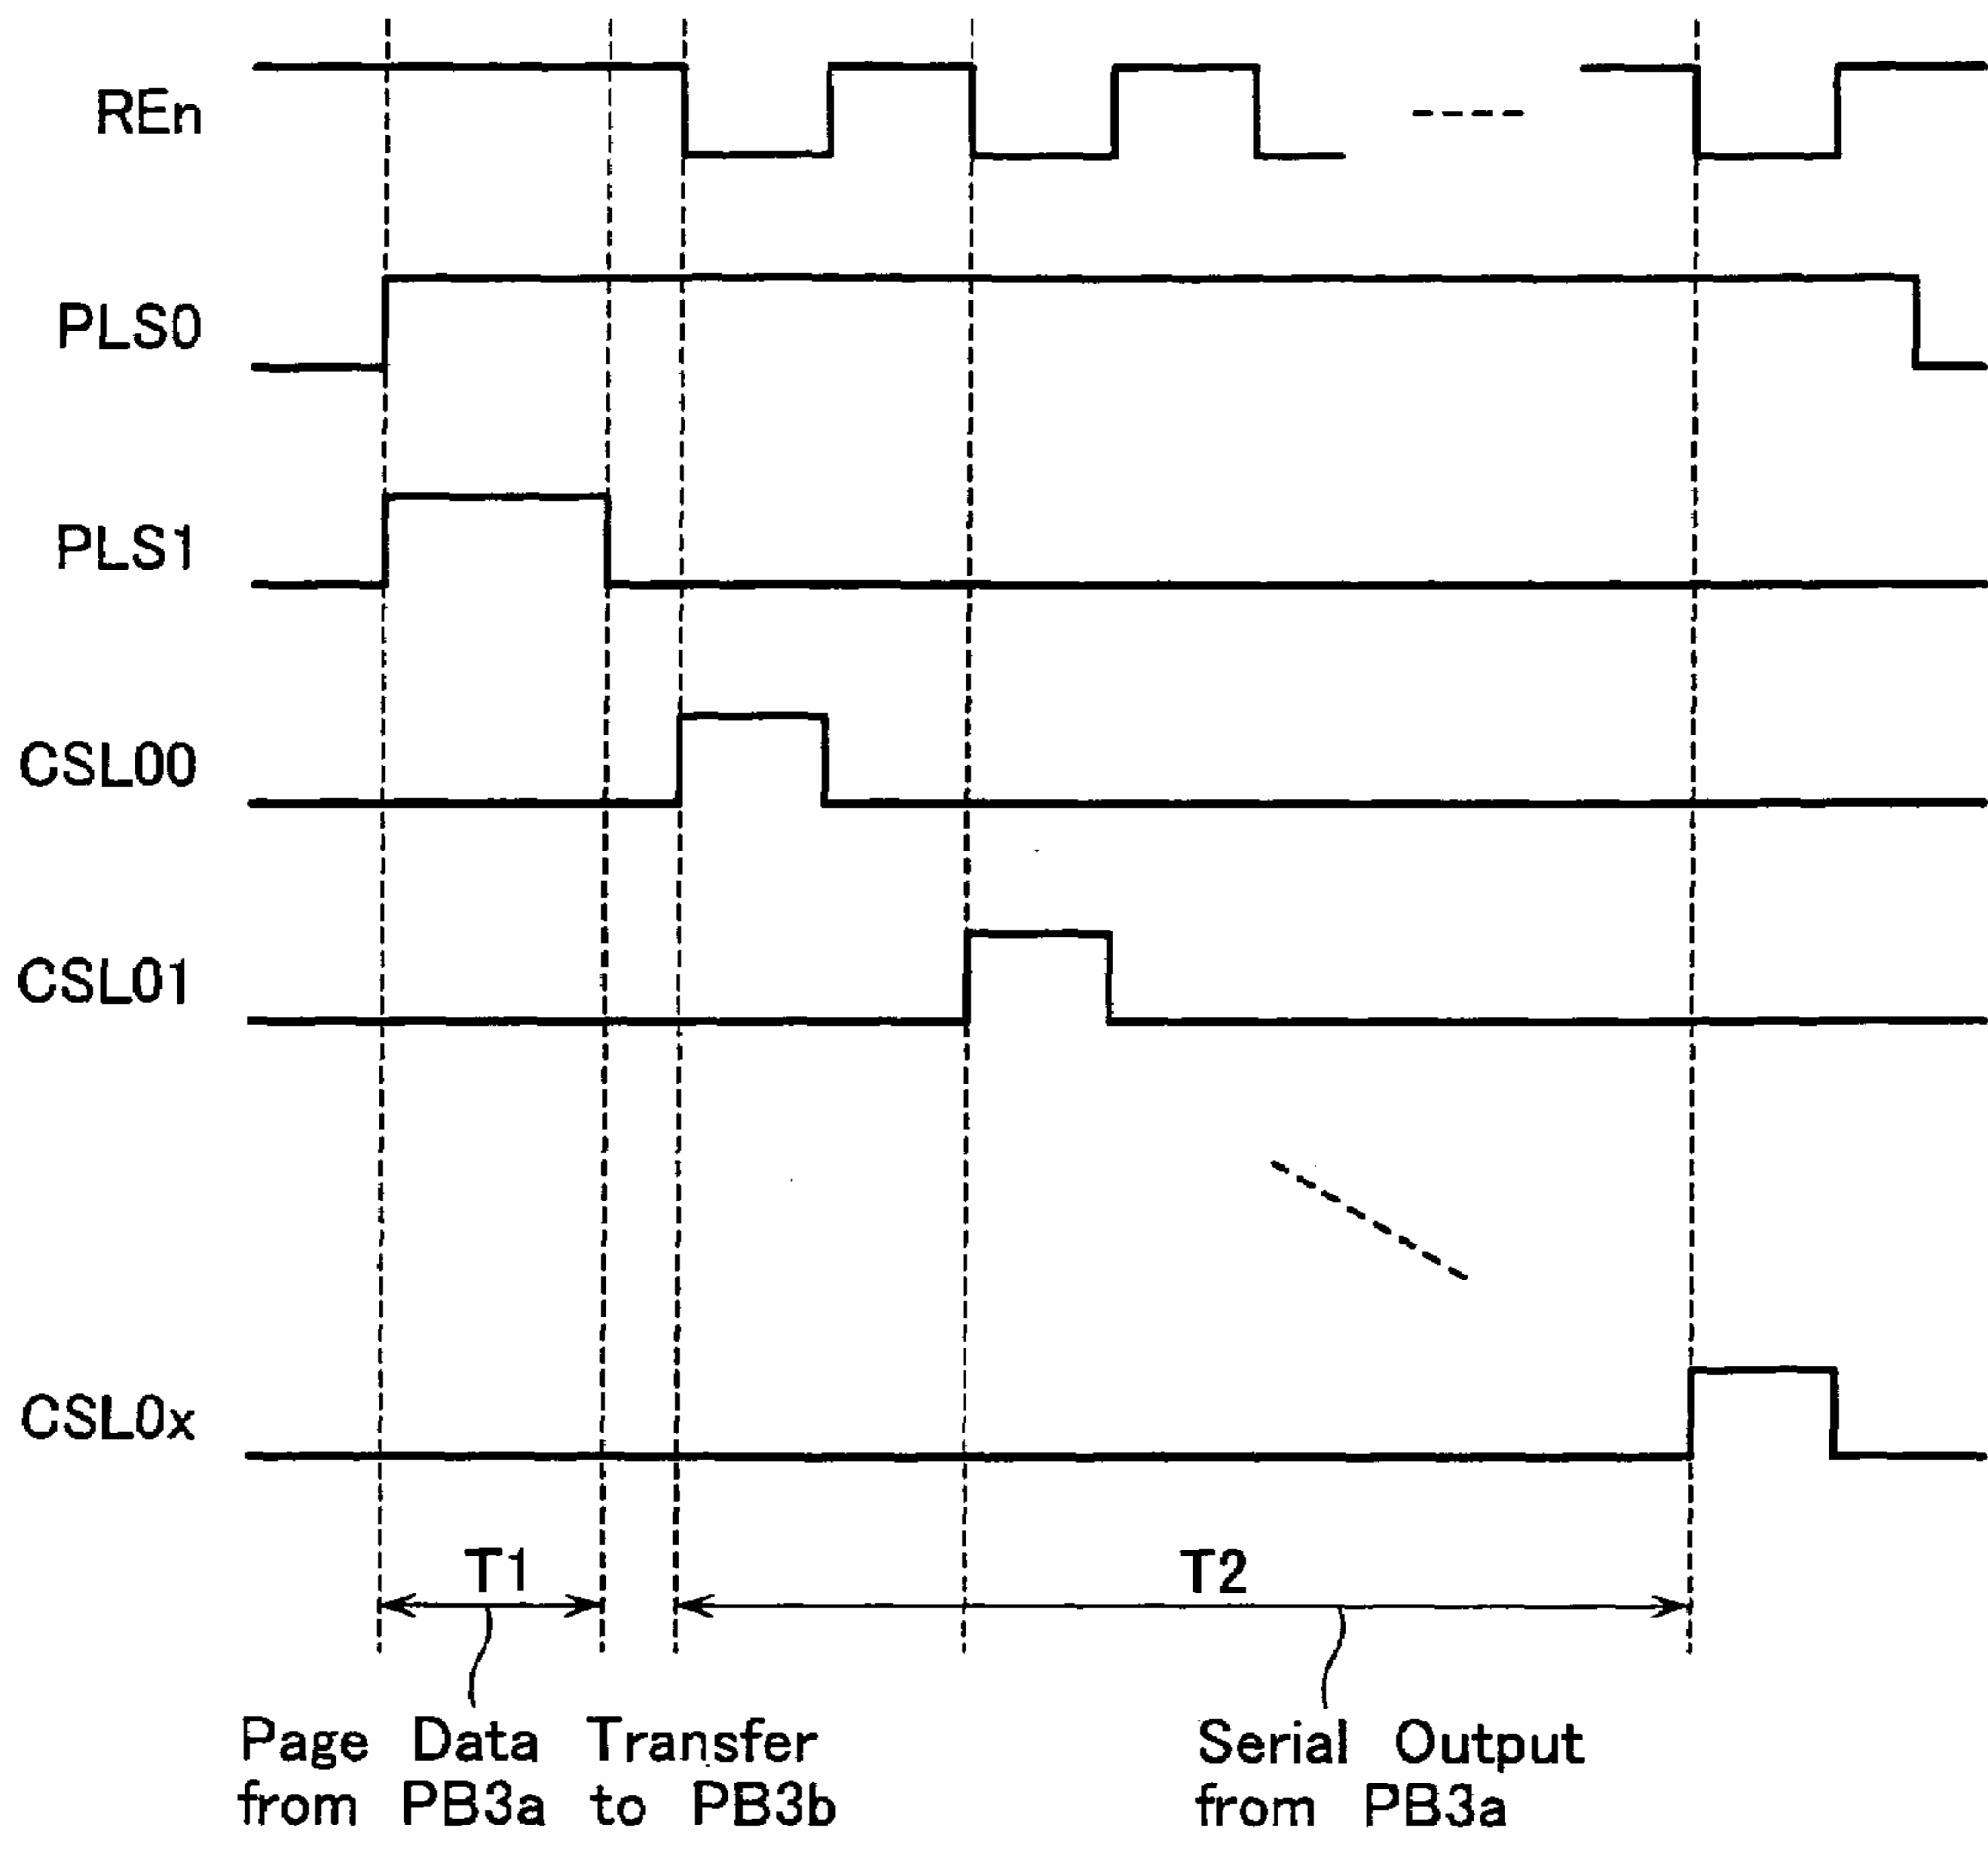 REn
PLS0
PLS1
CSL00
CSL01
CSL0x
T1
T2
Page Data Transfer
from PB3a to PB3b
Serial Output
from PB3a